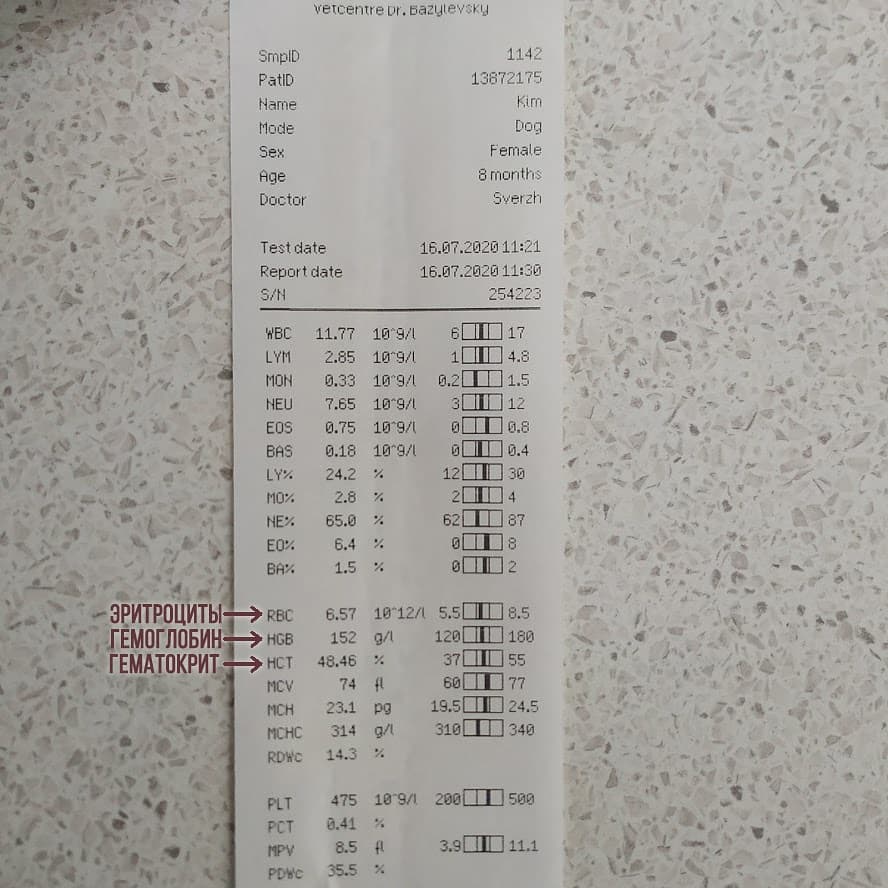 Vetcentre Dr. Bazylevsky
SmpID 1142
PatID 13872175
Name Kim
Mode Dog
Sex Female
Age 8 months
Doctor Sverzh
Test date 16.07.2020 11:21
Report date 16.07.2020 11:30
S/N 254223
WBC 11.77 10^9/l 6 17
LYM 2.85 10^9/l 1 4.8
MON 0.33 10^9/l 0.2 1.5
NEU 7.65 10^9/l 3 12
EOS 0.75 10^9/l 0 0.8
BAS 0.18 10^9/l 0 0.4
LY% 24.2 % 12 30
MO% 2.8 % 2 4
NE% 65.0 % 62 87
EO% 6.4 % 0 8
BA% 1.5 % 0 2
ЭРИТРОЦИТЫ RBC 6.57 10^12/l 5.5 8.5
ГЕМОГЛОБИН HGB 152 g/l 120 180
ГЕМАТОКРИТ HCT 48.46 % 37 55
MCV 74 fl 60 77
MCH 23.1 pg 19.5 24.5
MCHC 314 g/l 310 340
RDWc 14.3 %
PLT 475 10^9/l 200 500
PCT 0.41 %
MPV 8.5 fl 3.9 11.1
PDWc 35.5 %